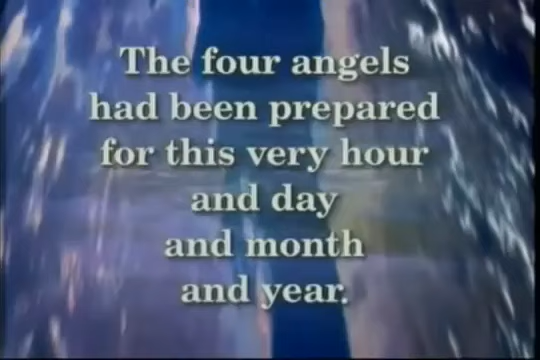 The four angels
had been prepared
for this very hour
and day
and month
and year.